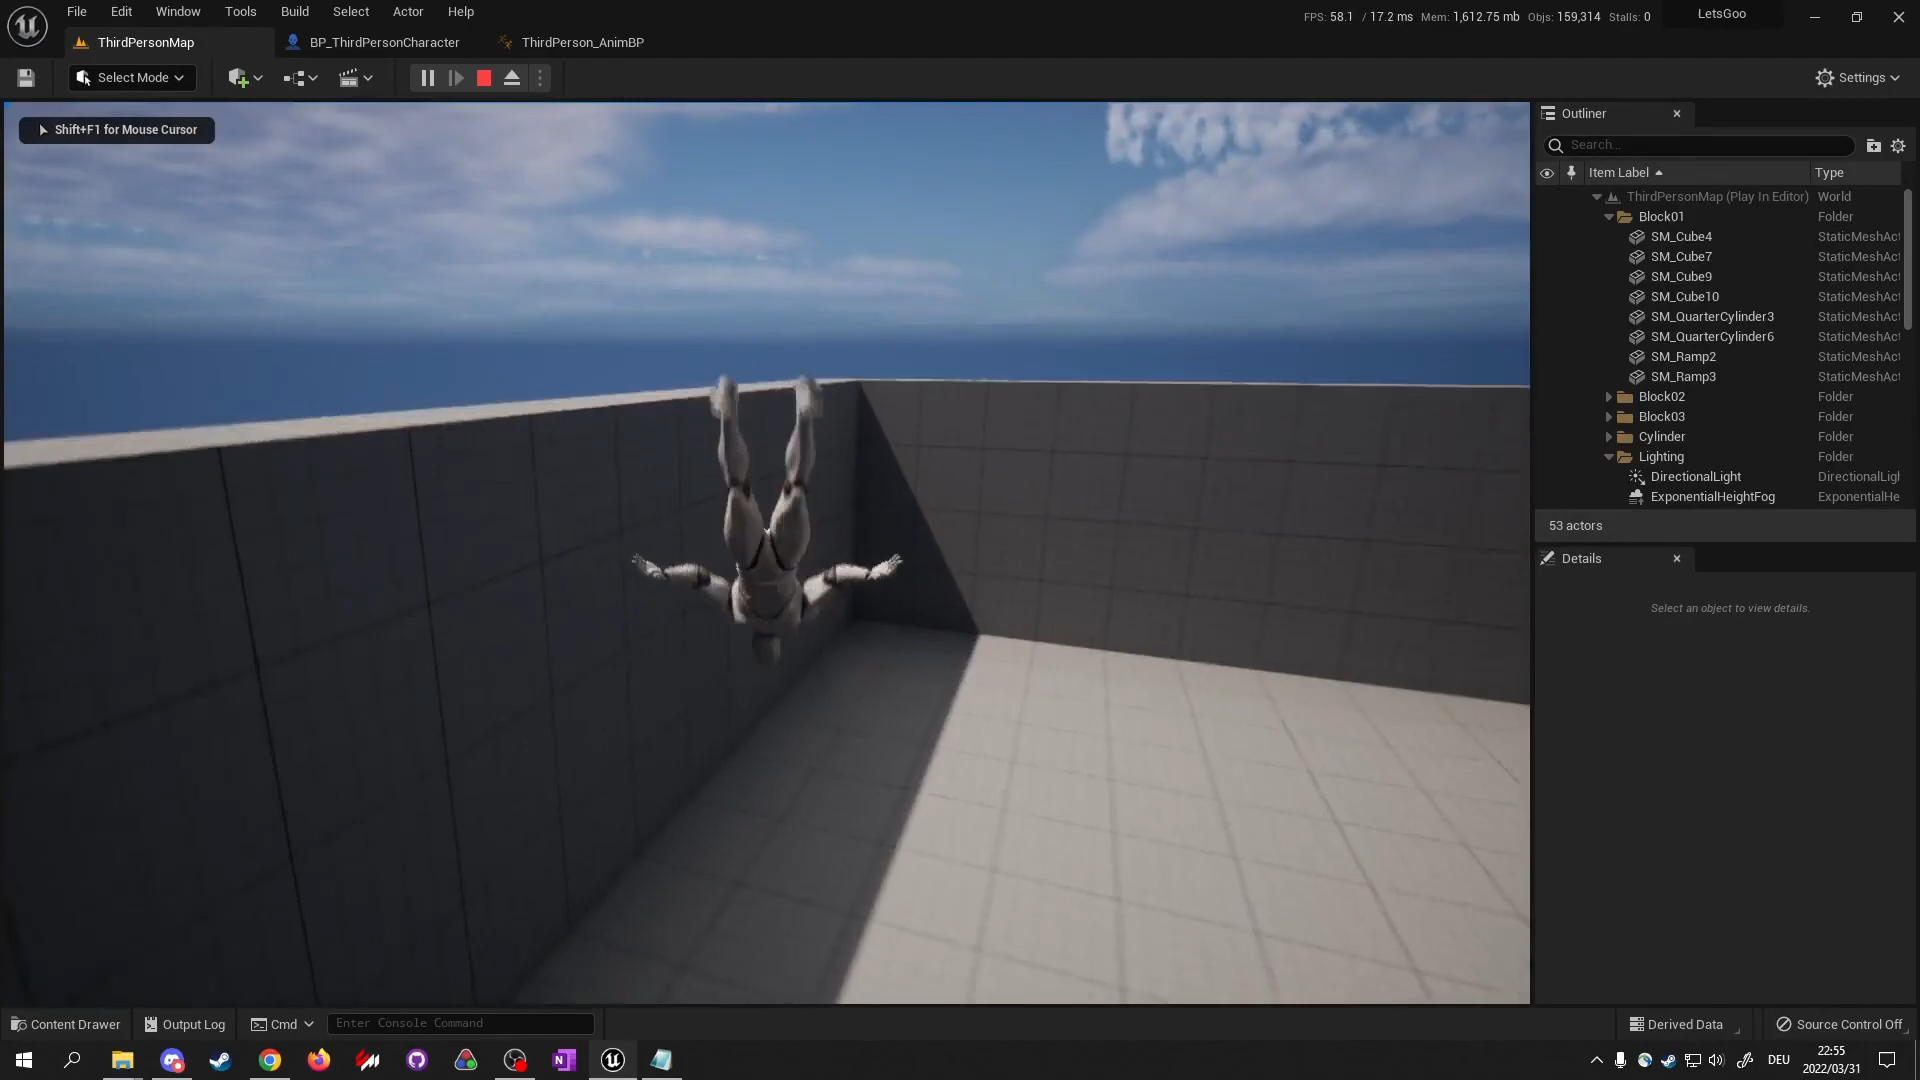 File Edit Window Tools Build Select Actor Help
FPS: 58.1 / 17.2 ms Mem: 1,612.75 mb Objs: 159,314 Stalls: 0
LetsGoo
ThirdPersonMap
BP_ThirdPersonCharacter
ThirdPerson_AnimBP
Select Mode
Settings
Shift+F1 for Mouse Cursor
Outliner
Search...
Item Label Type
ThirdPersonMap (Play In Editor) World
Block01 Folder
SM_Cube4 StaticMeshAct
SM_Cube7 StaticMeshAct
SM_Cube9 StaticMeshAct
SM_Cube10 StaticMeshAct
SM_QuarterCylinder3 StaticMeshAct
SM_QuarterCylinder6 StaticMeshAct
SM_Ramp2 StaticMeshAct
SM_Ramp3 StaticMeshAct
Block02 Folder
Block03 Folder
Cylinder Folder
Lighting Folder
DirectionalLight DirectionalLigh
ExponentialHeightFog ExponentialHe
53 actors
Details
Select an object to view details.
Content Drawer
Output Log
Cmd
Enter Console Command
Derived Data
Source Control Off
DEU
22:55
2022/03/31